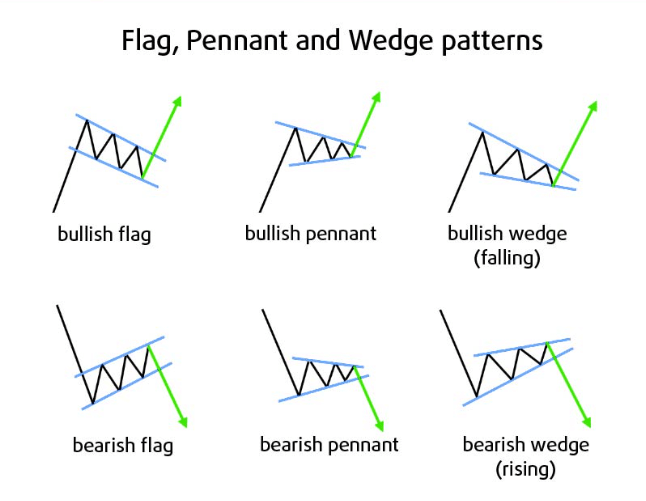 Flag, Pennant and Wedge patterns
bullish flag
bullish pennant
bullish wedge
(falling)
bearish flag
bearish pennant
bearish wedge
(rising)